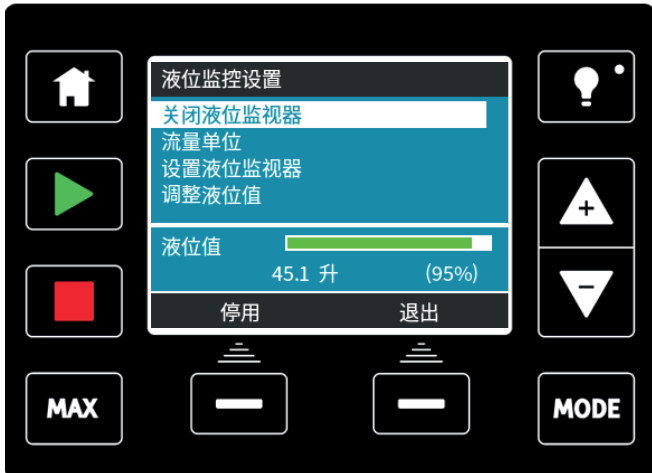 液位监控设置
关闭液位监视器
流量单位
设置液位监视器
调整液位值
液位值
45.1 升 (95%)
停用 退出
MAX MODE